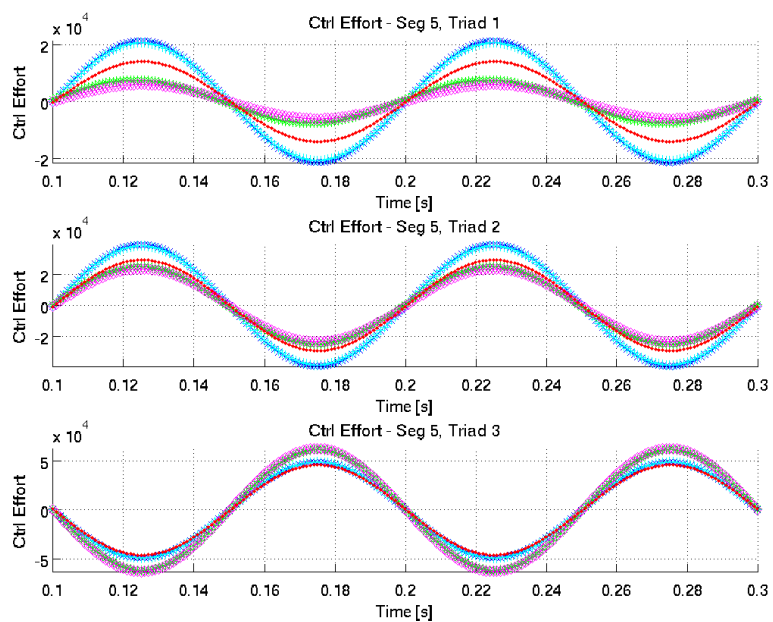 x 10^4
Ctrl Effort - Seg 5, Triad 1
2
0
-2
Ctrl Effort
0.1 0.12 0.14 0.16 0.18 0.2 0.22 0.24 0.26 0.28 0.3
Time [s]
x 10^4
Ctrl Effort - Seg 5, Triad 2
2
0
-2
Ctrl Effort
0.1 0.12 0.14 0.16 0.18 0.2 0.22 0.24 0.26 0.28 0.3
Time [s]
x 10^4
Ctrl Effort - Seg 5, Triad 3
5
0
-5
Ctrl Effort
0.1 0.12 0.14 0.16 0.18 0.2 0.22 0.24 0.26 0.28 0.3
Time [s]